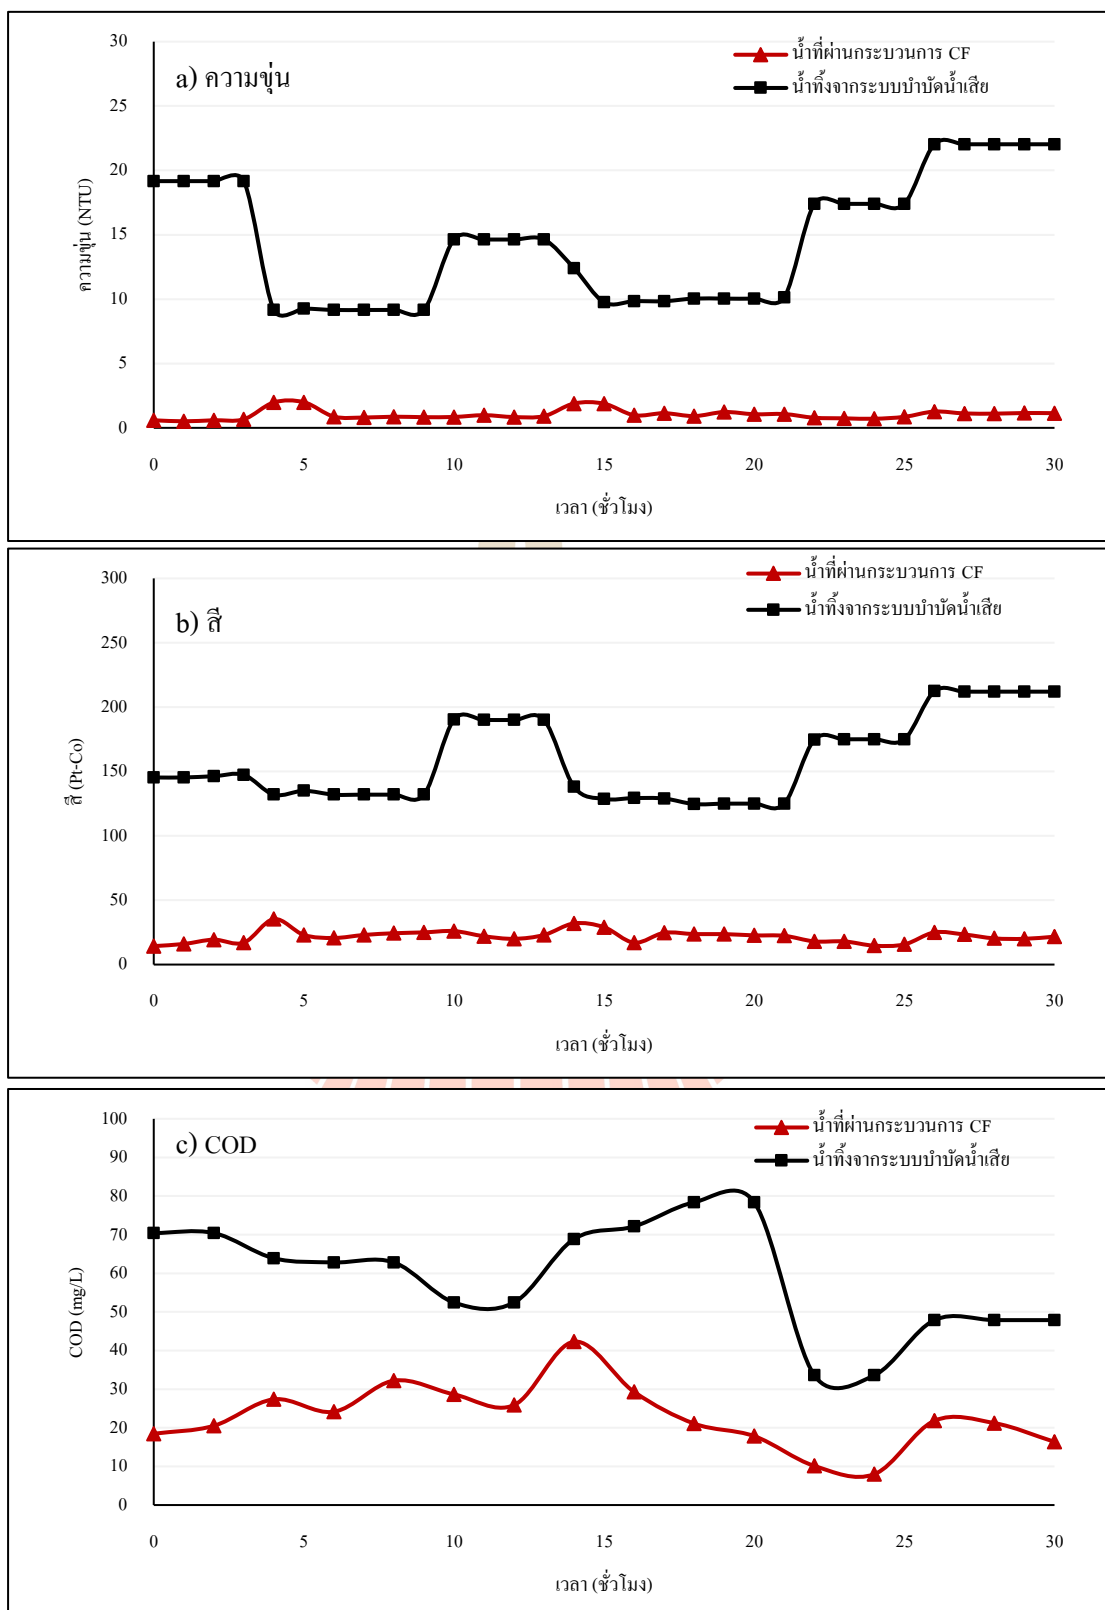 a) ความขุ่น
น้ำที่ผ่านกระบวนการ CF
น้ำทิ้งจากระบบบำบัดน้ำเสีย
ความขุ่น (NTU)
30
25
20
15
10
5
0
0 5 10 15 20 25 30
เวลา (ชั่วโมง)
b) สี
น้ำที่ผ่านกระบวนการ CF
น้ำทิ้งจากระบบบำบัดน้ำเสีย
สี (Pt-Co)
300
250
200
150
100
50
0
0 5 10 15 20 25 30
เวลา (ชั่วโมง)
c) COD
น้ำที่ผ่านกระบวนการ CF
น้ำทิ้งจากระบบบำบัดน้ำเสีย
COD (mg/L)
100
90
80
70
60
50
40
30
20
10
0
0 5 10 15 20 25 30
เวลา (ชั่วโมง)